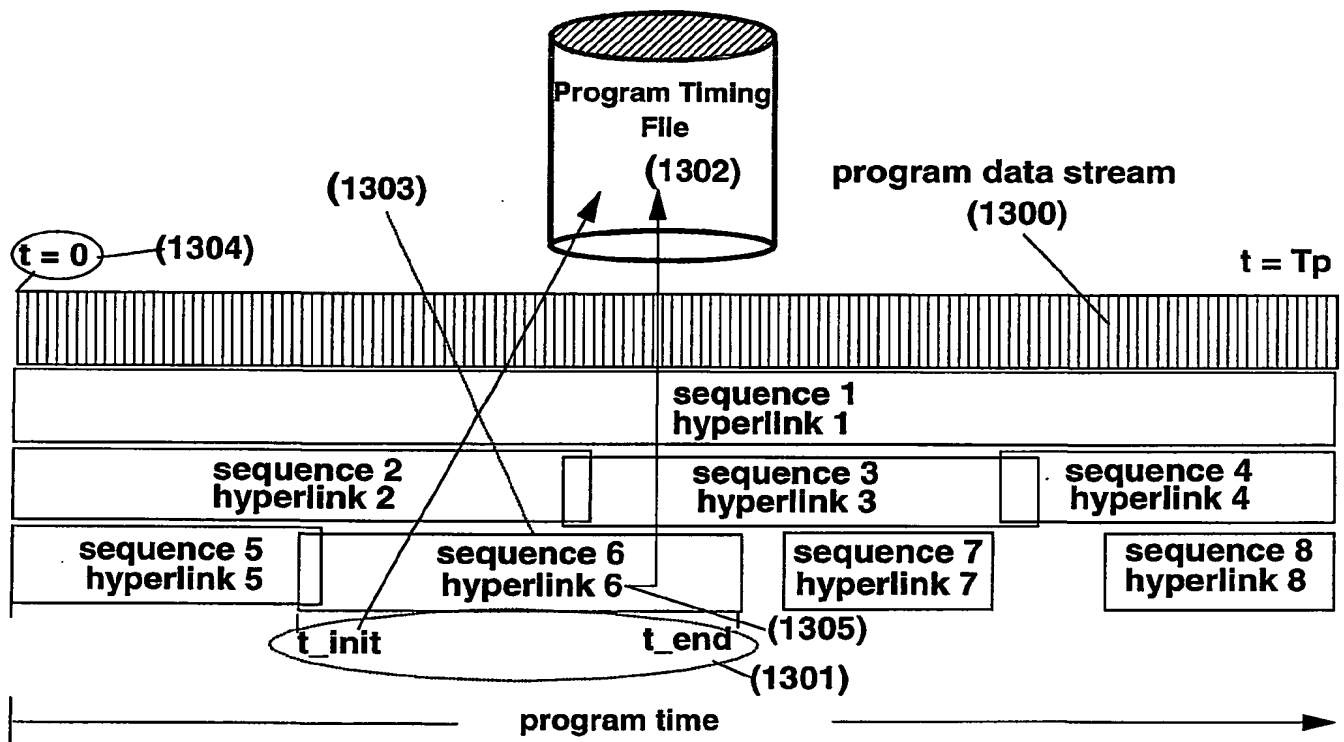 Program Timing
File
(1302)
(1303)
program data stream
(1300)
t = 0
(1304)
t = Tp
sequence 1
hyperlink 1
sequence 2
hyperlink 2
sequence 3
hyperlink 3
sequence 4
hyperlink 4
sequence 5
hyperlink 5
sequence 6
hyperlink 6
sequence 7
hyperlink 7
sequence 8
hyperlink 8
t_init
t_end
(1305)
(1301)
program time